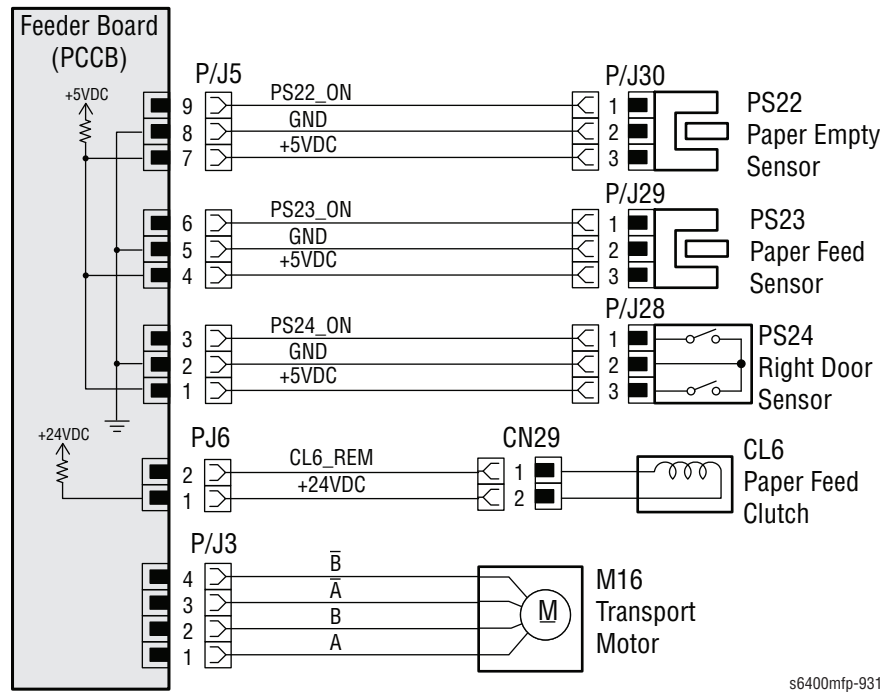 Feeder Board
(PCCB)
+5VDC
P/J5
9 PS22_ON
8 GND
7 +5VDC
P/J30
1
2
3
PS22
Paper Empty
Sensor
6 PS23_ON
5 GND
4 +5VDC
P/J29
1
2
3
PS23
Paper Feed
Sensor
3 PS24_ON
2 GND
1 +5VDC
P/J28
1
2
3
PS24
Right Door
Sensor
+24VDC
PJ6
2 CL6_REM
1 +24VDC
CN29
1
2
CL6
Paper Feed
Clutch
P/J3
4 B̅
3 A̅
2 B
1 A
M
M16
Transport
Motor
s6400mfp-931